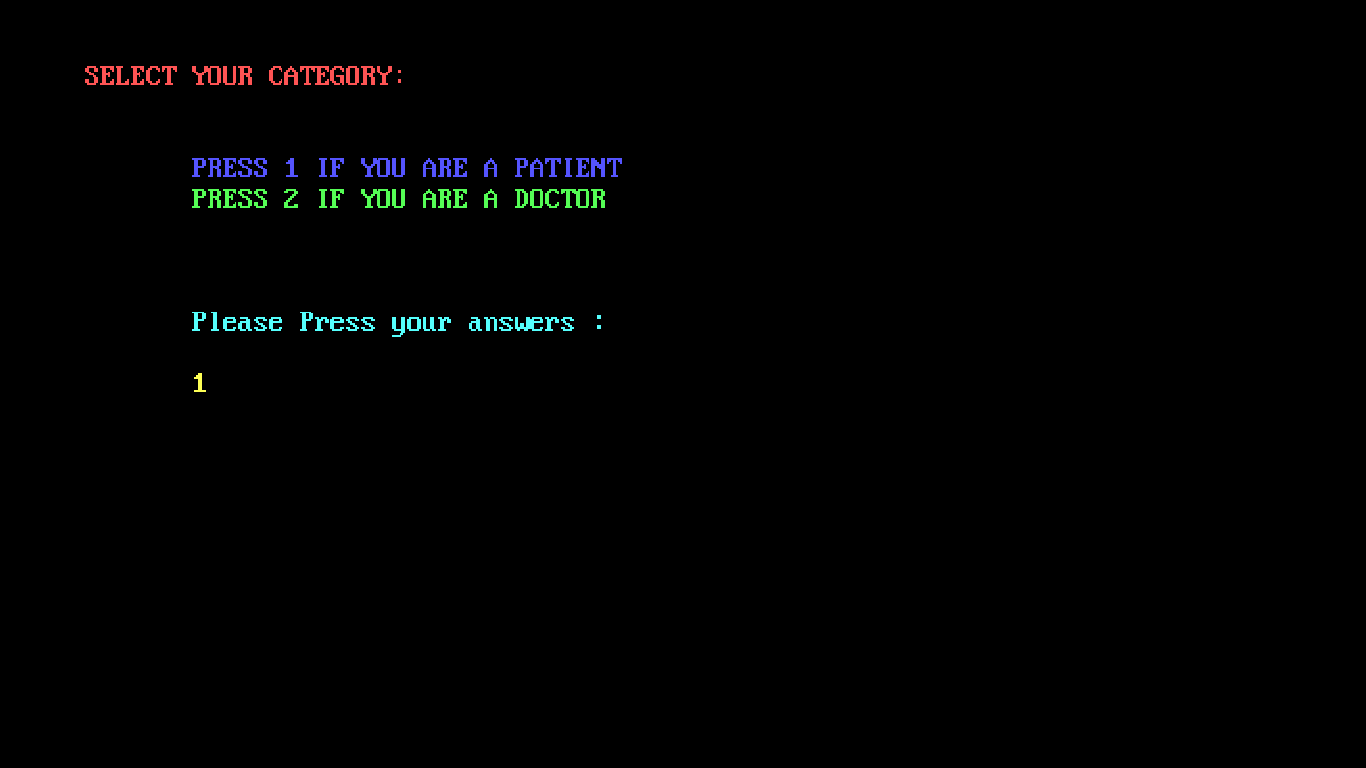 SELECT YOUR CATEGORY:
PRESS 1 IF YOU ARE A PATIENT
PRESS 2 IF YOU ARE A DOCTOR
Please Press your answers :
1